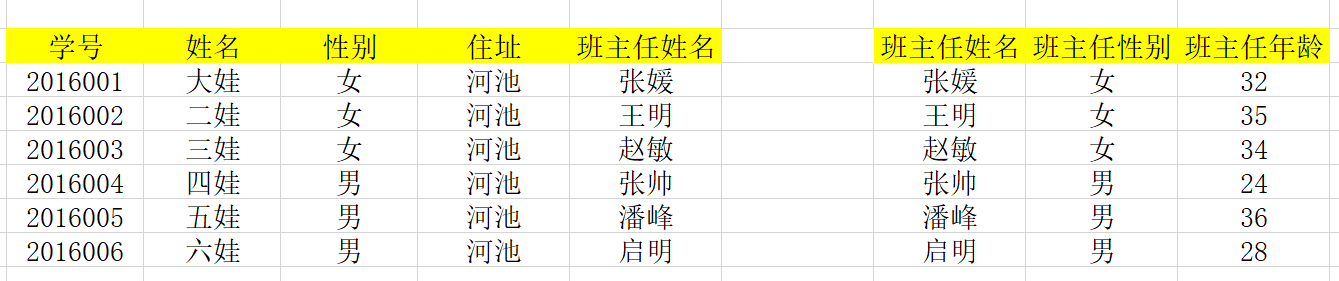 学号 姓名 性别 住址 班主任姓名 班主任姓名 班主任性别 班主任年龄
2016001 大娃 女 河池 张媛 张媛 女 32
2016002 二娃 女 河池 王明 王明 女 35
2016003 三娃 女 河池 赵敏 赵敏 女 34
2016004 四娃 男 河池 张帅 张帅 男 24
2016005 五娃 男 河池 潘峰 潘峰 男 36
2016006 六娃 男 河池 启明 启明 男 28